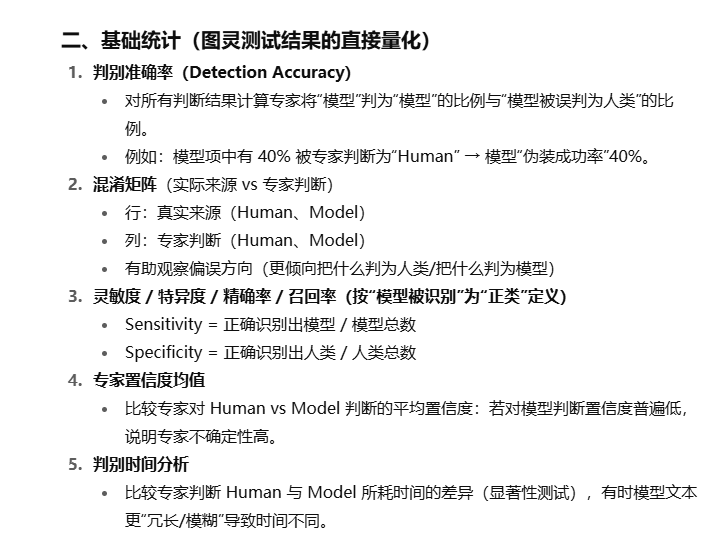 二、基础统计（图灵测试结果的直接量化）
1. 判别准确率（Detection Accuracy）
• 对所有判断结果计算专家将“模型”判为“模型”的比例与“模型被误判为人类”的比
例。
• 例如：模型项中有 40% 被专家判断为“Human” → 模型“伪装成功率”40%。
2. 混淆矩阵（实际来源 vs 专家判断）
• 行：真实来源（Human、Model）
• 列：专家判断（Human、Model）
• 有助观察偏误方向（更倾向把什么判为人类/把什么判为模型）
3. 灵敏度 / 特异度 / 精确率 / 召回率（按“模型被识别”为“正类”定义）
• Sensitivity = 正确识别出模型 / 模型总数
• Specificity = 正确识别出人类 / 人类总数
4. 专家置信度均值
• 比较专家对 Human vs Model 判断的平均置信度：若对模型判断置信度普遍低，
说明专家不确定性高。
5. 判别时间分析
• 比较专家判断 Human 与 Model 所耗时间的差异（显著性测试），有时模型文本
更“冗长/模糊”导致时间不同。